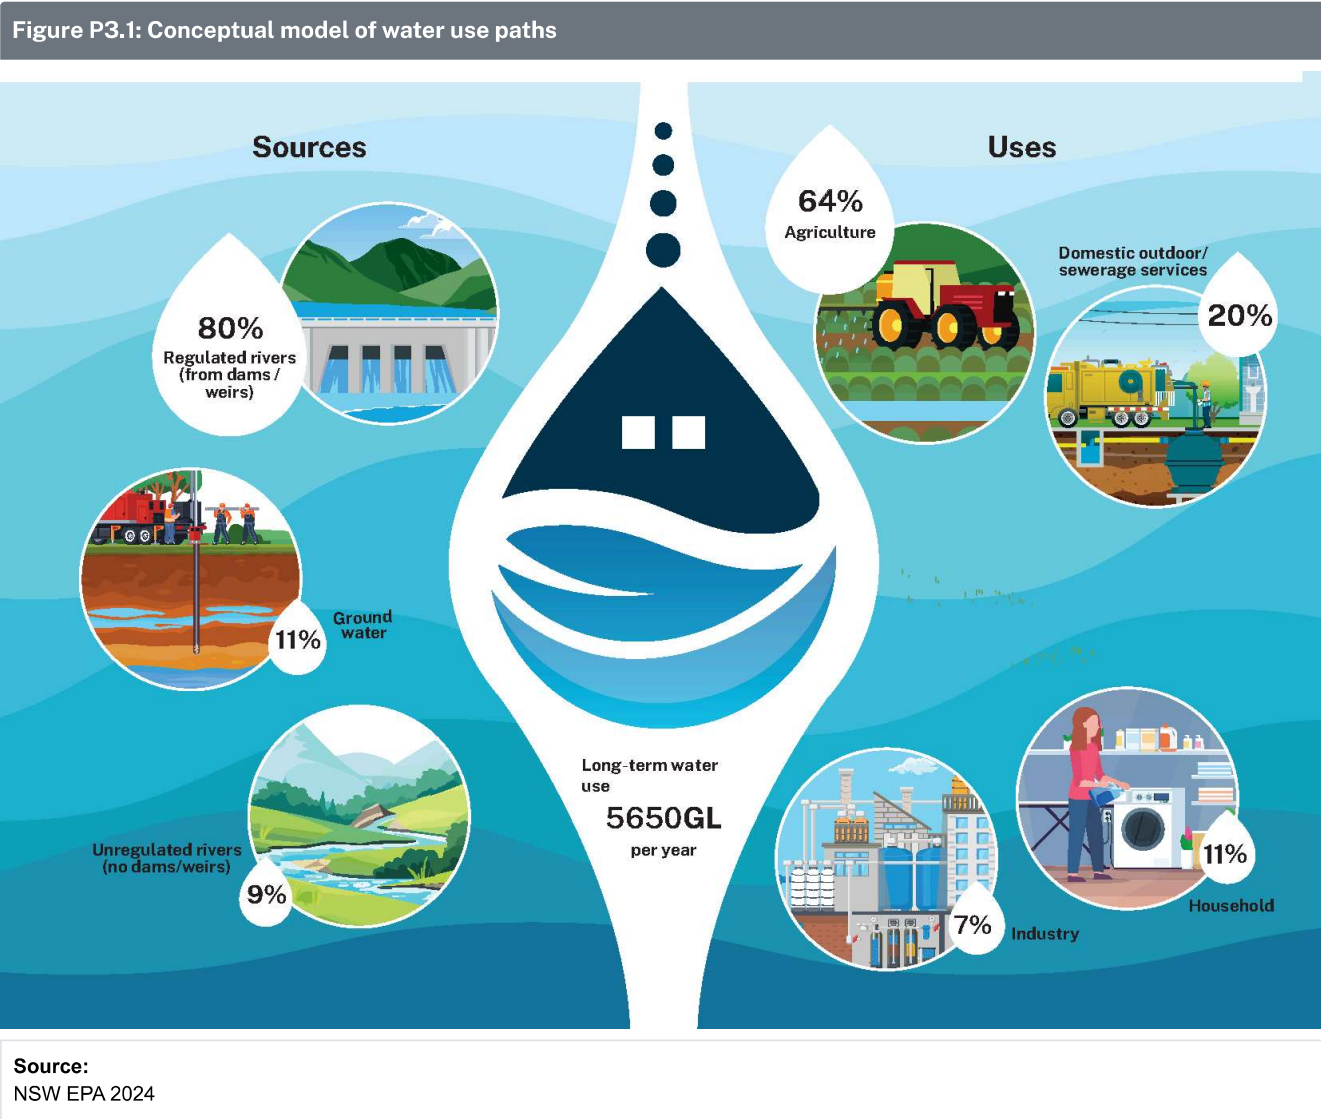 Figure P3.1: Conceptual model of water use paths
Sources
80%
Regulated rivers
(from dams /
weirs)
11%
Ground
water
Unregulated rivers
(no dams/weirs)
9%
Long-term water
use
5650GL
per year
Uses
64%
Agriculture
Domestic outdoor/
sewerage services
20%
11%
Household
7%
Industry
Source:
NSW EPA 2024